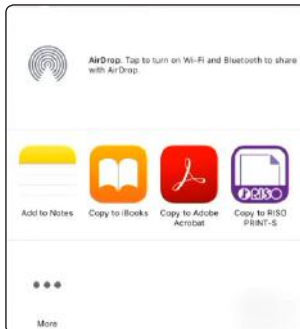 AirDrop. Tap to turn on Wi-Fi and Bluetooth to share
with AirDrop.
Add to Notes
Copy to iBooks
Copy to Adobe
Acrobat
RISO
Copy to RISO
PRINT-S
More